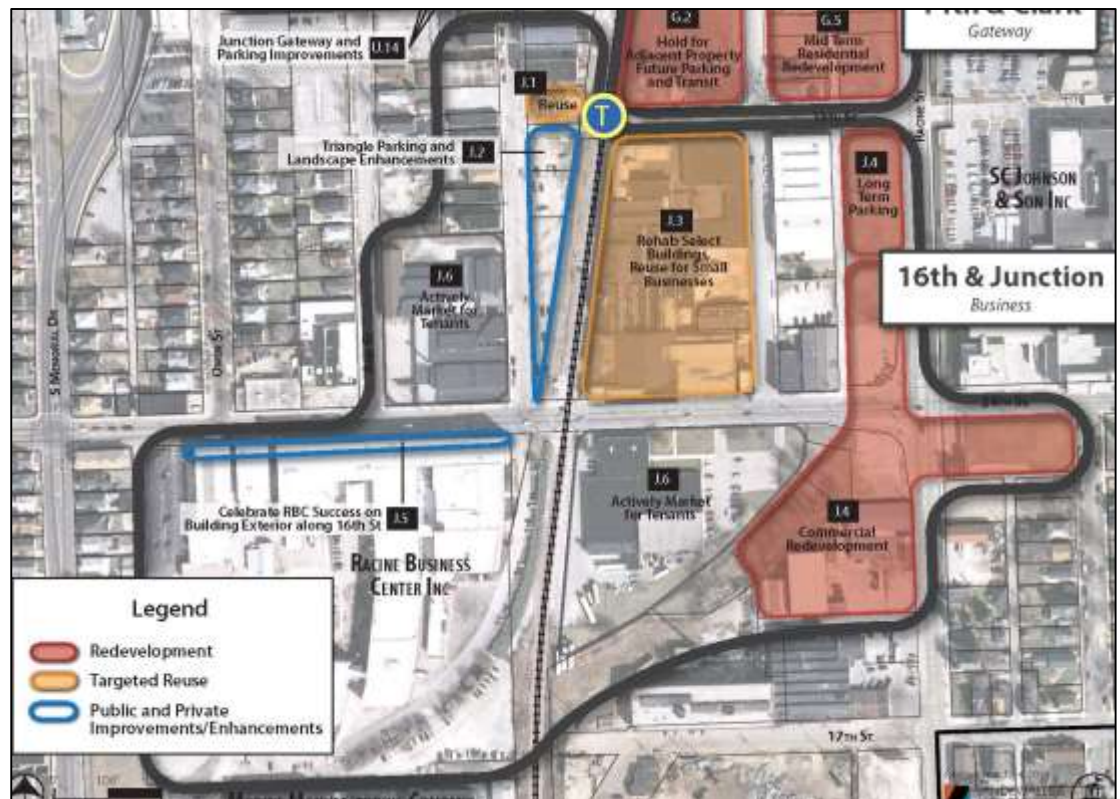 14th & Clark
Gateway
Junction Gateway and
Parking Improvements
U.14
G.2
Hold for
Adjacent Property
Future Parking
and Transit
G.5
Mid Term
Residential
Redevelopment
J.1
Reuse
T
Triangle Parking and
Landscape Enhancements
J.2
J.3
Rehab Select
Buildings,
Reuse for Small
Businesses
J.4
Long
Term
Parking
Racine St
SC Johnson
& Son Inc
16th & Junction
Business
J.6
Actively
Market for
Tenants
S Memorial Dr
Celebrate RBC Success on
Building Exterior along 16th St
J.5
J.6
Actively Market
for Tenants
J.4
Commercial
Redevelopment
Racine Business
Center Inc
Legend
Redevelopment
Targeted Reuse
Public and Private
Improvements/Enhancements
17th St